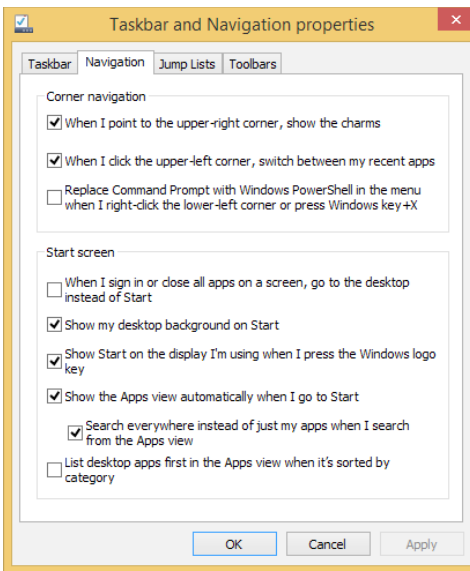 Taskbar and Navigation properties
Taskbar Navigation Jump Lists Toolbars
Corner navigation
When I point to the upper-right corner, show the charms
When I click the upper-left corner, switch between my recent apps
Replace Command Prompt with Windows PowerShell in the menu
when I right-click the lower-left corner or press Windows key+X
Start screen
When I sign in or close all apps on a screen, go to the desktop
instead of Start
Show my desktop background on Start
Show Start on the display I'm using when I press the Windows logo
key
Show the Apps view automatically when I go to Start
Search everywhere instead of just my apps when I search
from the Apps view
List desktop apps first in the Apps view when it's sorted by
category
OK Cancel Apply